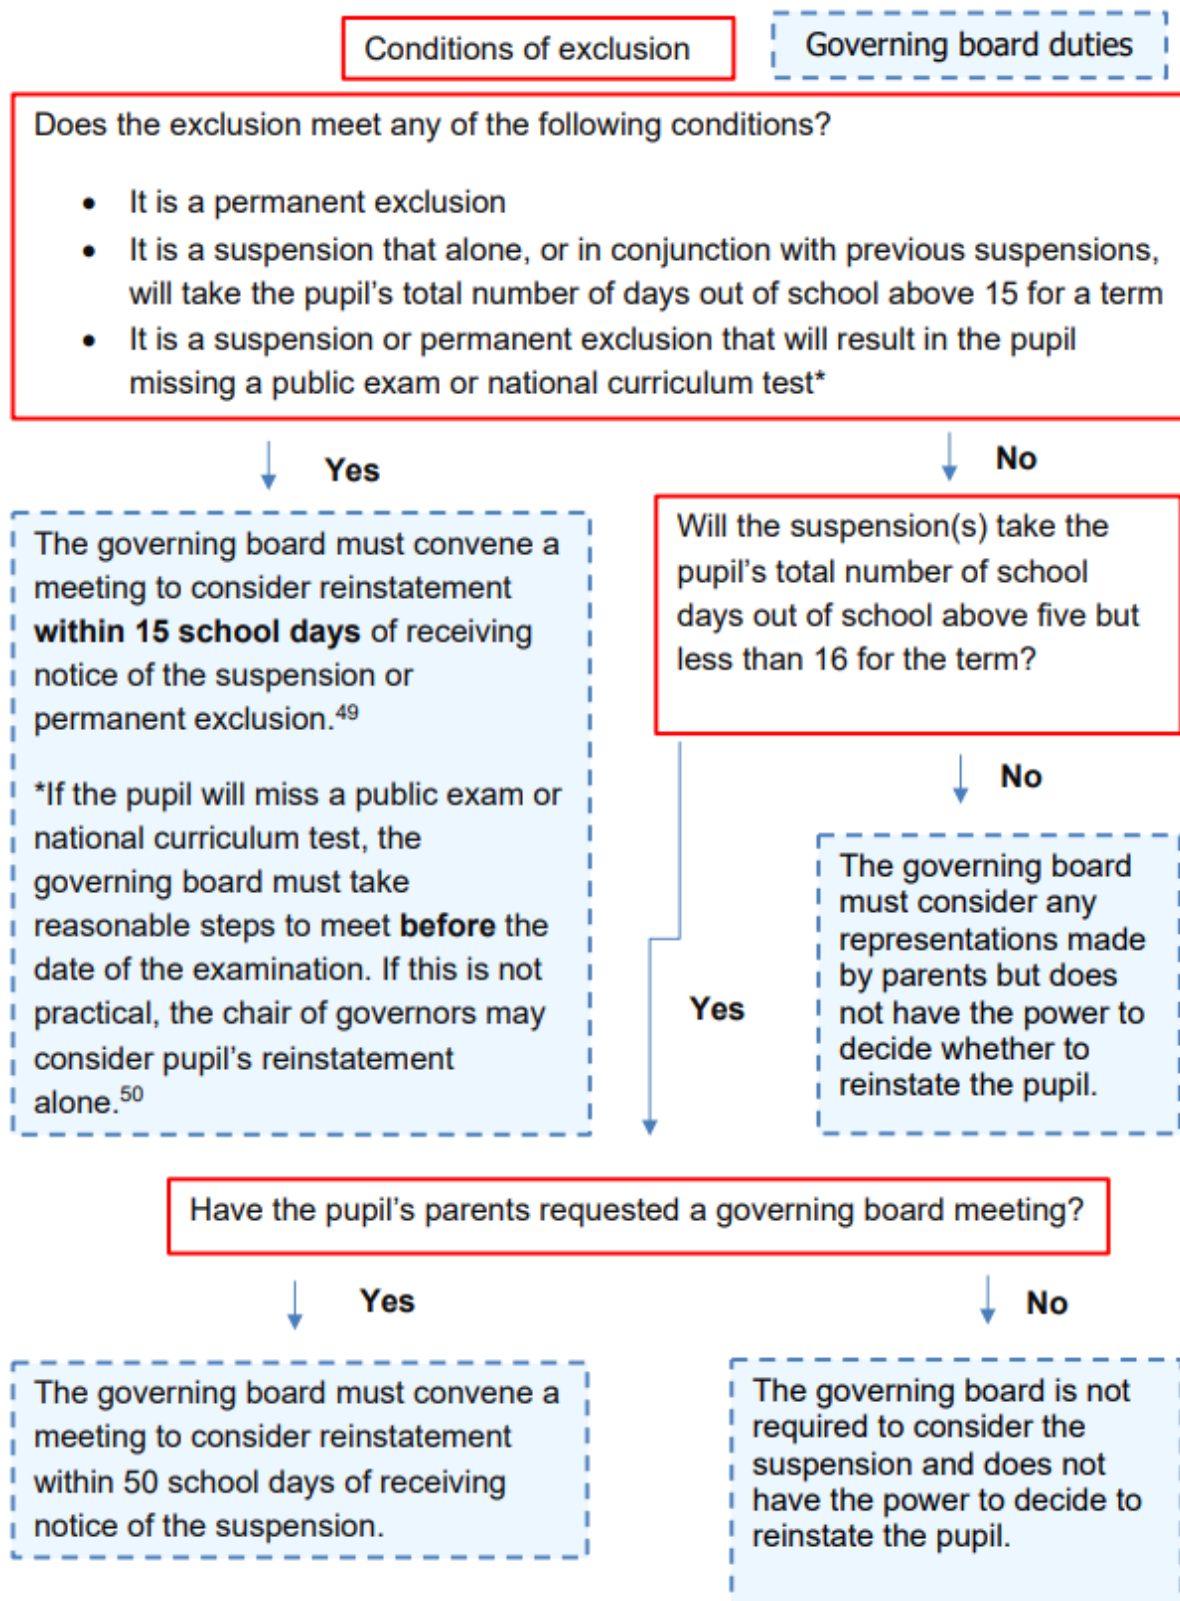 Conditions of exclusion
Governing board duties
Does the exclusion meet any of the following conditions?
• It is a permanent exclusion
• It is a suspension that alone, or in conjunction with previous suspensions,
will take the pupil's total number of days out of school above 15 for a term
• It is a suspension or permanent exclusion that will result in the pupil
missing a public exam or national curriculum test*
Yes
No
The governing board must convene a
meeting to consider reinstatement
within 15 school days of receiving
notice of the suspension or
permanent exclusion.49
*If the pupil will miss a public exam or
national curriculum test, the
governing board must take
reasonable steps to meet before the
date of the examination. If this is not
practical, the chair of governors may
consider pupil's reinstatement
alone.50
Will the suspension(s) take the
pupil's total number of school
days out of school above five but
less than 16 for the term?
No
The governing board
must consider any
representations made
by parents but does
not have the power to
decide whether to
reinstate the pupil.
Yes
Have the pupil's parents requested a governing board meeting?
Yes
No
The governing board must convene a
meeting to consider reinstatement
within 50 school days of receiving
notice of the suspension.
The governing board is not
required to consider the
suspension and does not
have the power to decide to
reinstate the pupil.